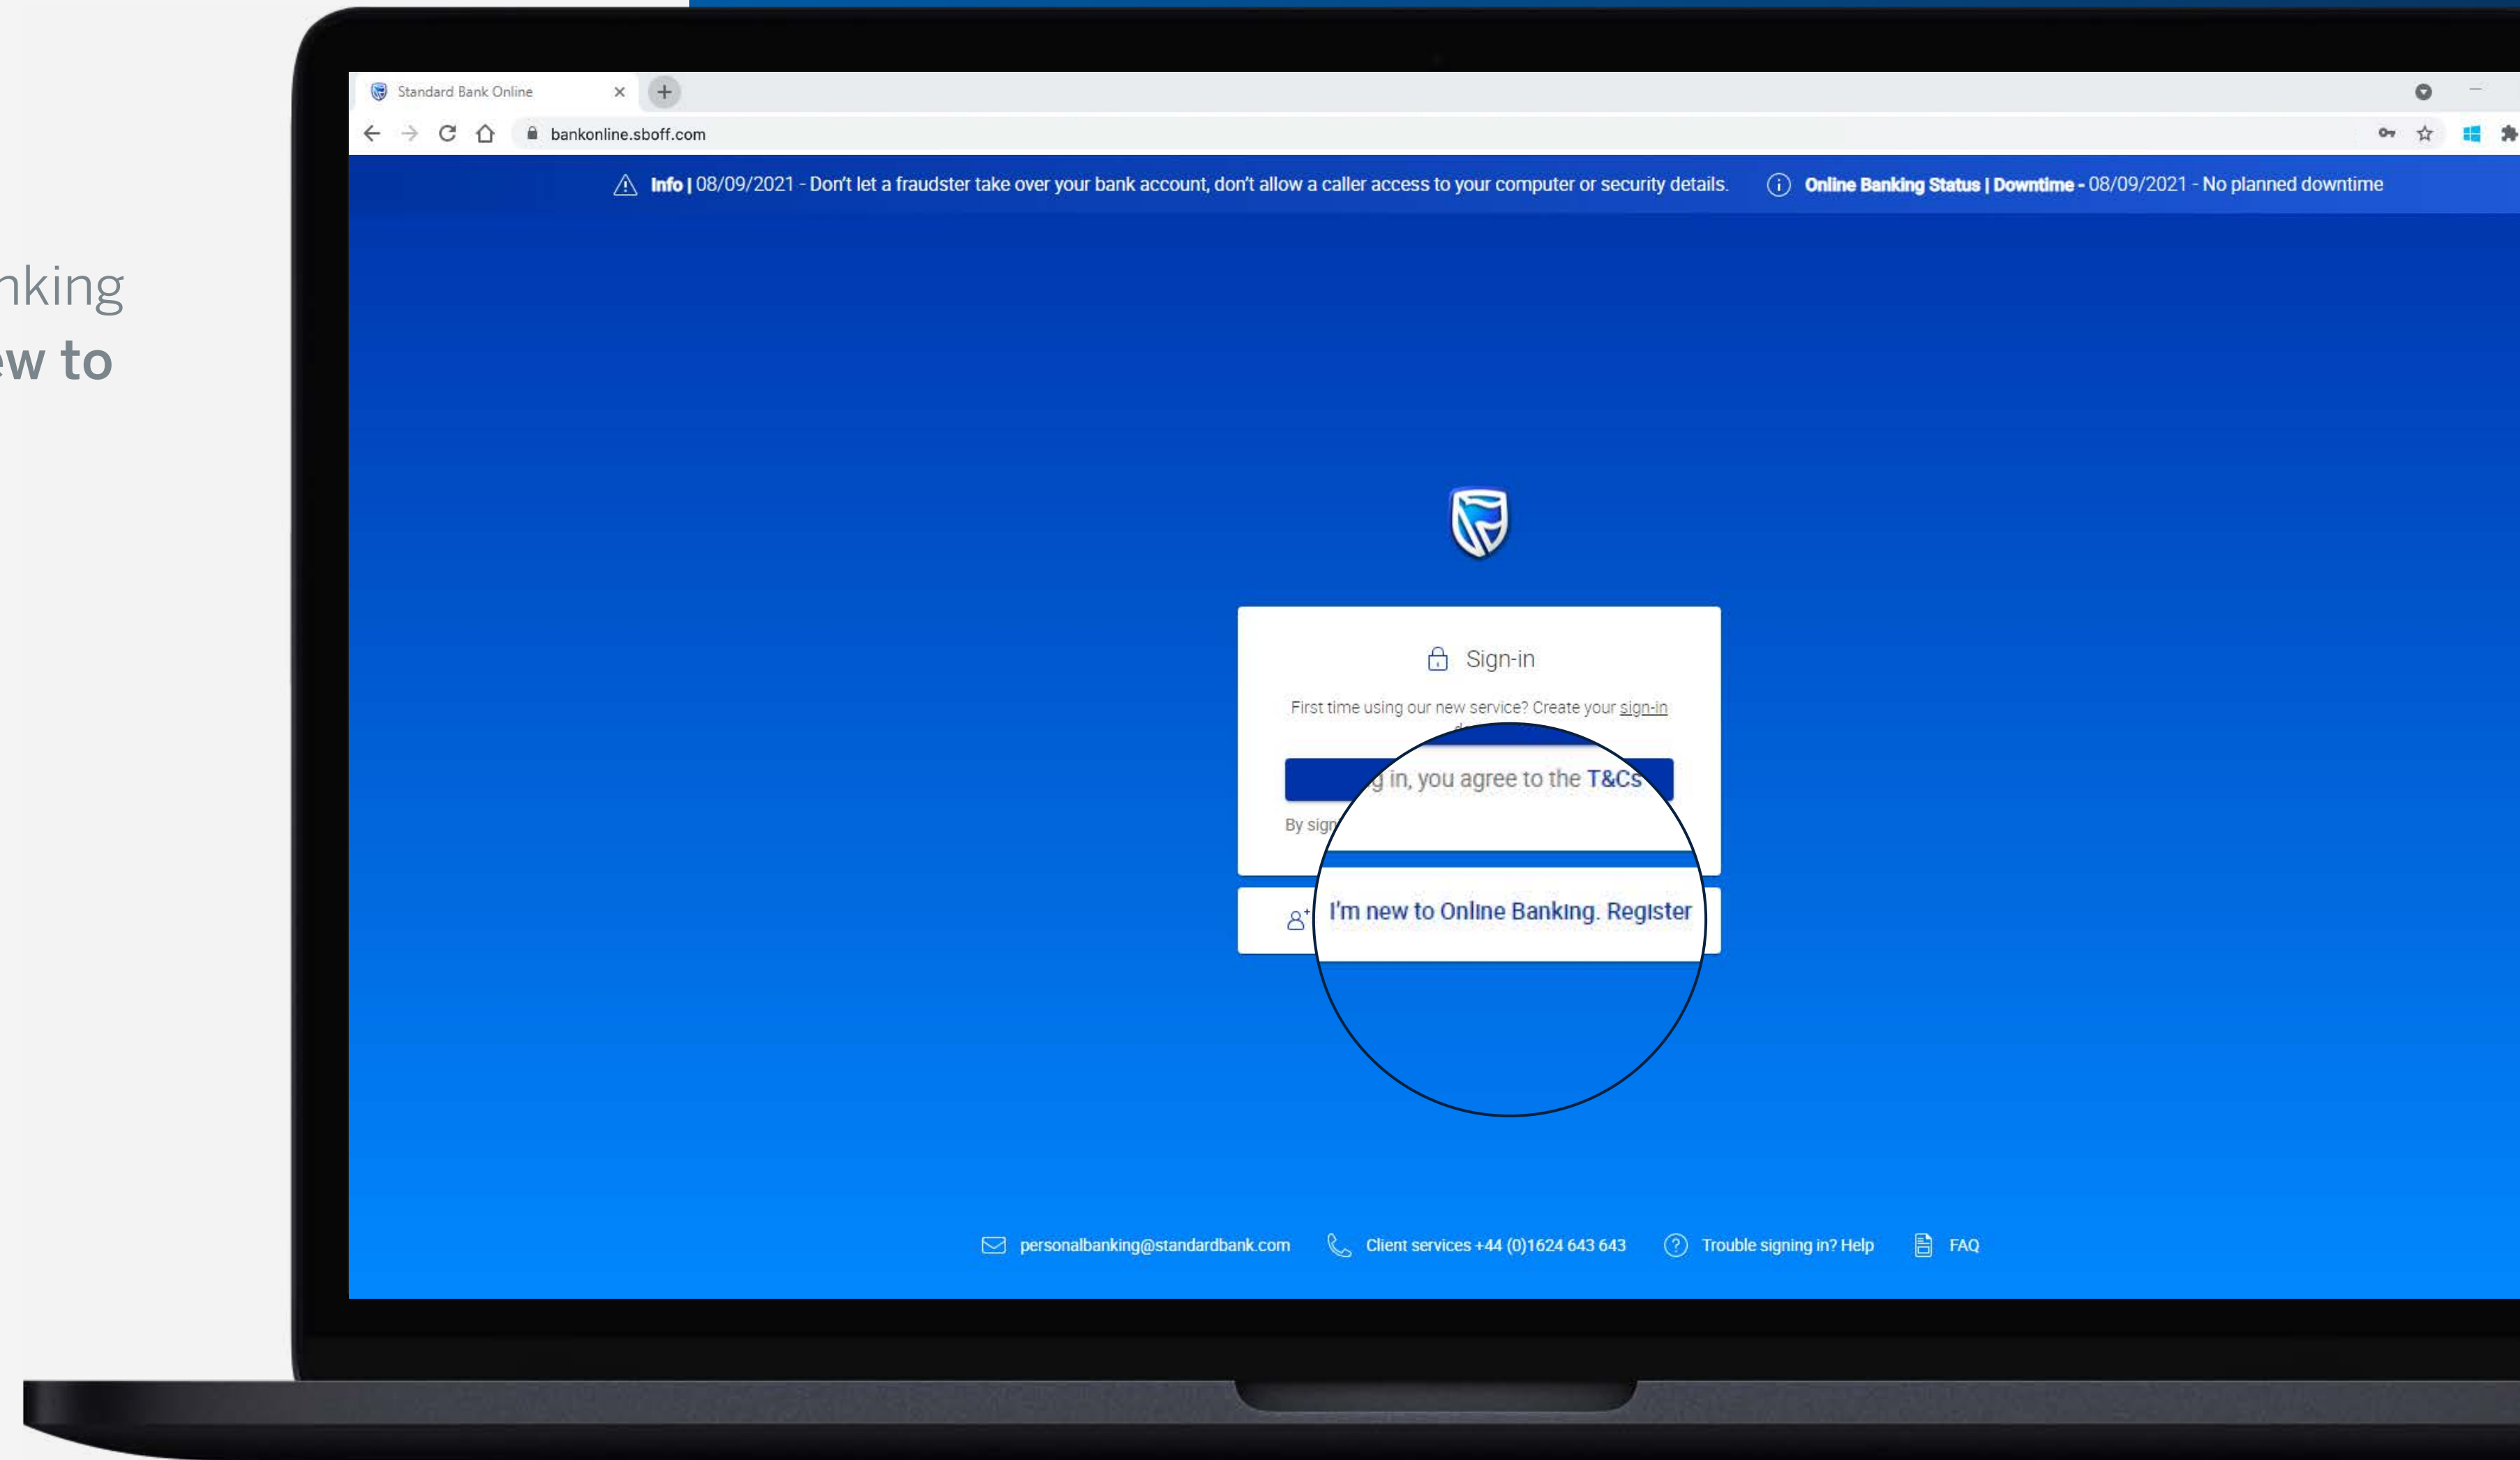 Standard Bank Online
bankonline.sboff.com
Info | 08/09/2021 - Don't let a fraudster take over your bank account, don't allow a caller access to your computer or security details.
Online Banking Status | Downtime - 08/09/2021 - No planned downtime
nking
w to
Sign-in
First time using our new service? Create your sign-in
g in, you agree to the T&Cs
By sign
I'm new to Online Banking. Register
personalbanking@standardbank.com
Client services +44 (0)1624 643 643
Trouble signing in? Help
FAQ